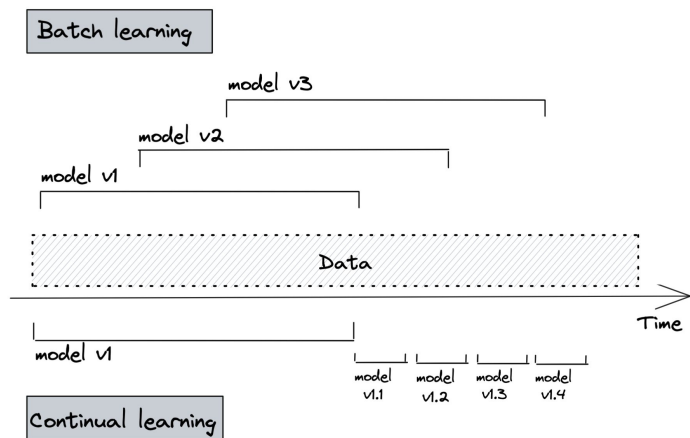 Batch learning
model v3
model v2
model v1
Data
Time
model v1
model v1.1
model v1.2
model v1.3
model v1.4
Continual learning